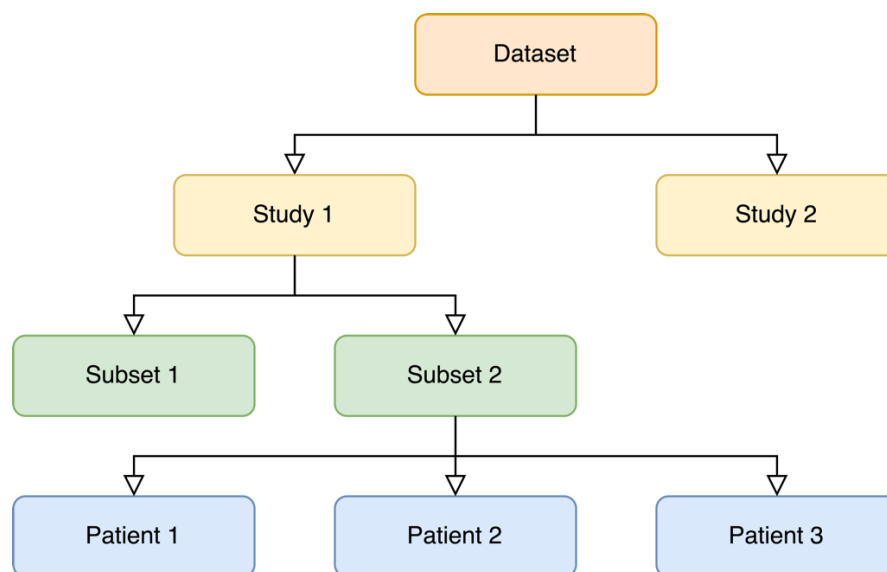 Dataset
Study 1
Study 2
Subset 1
Subset 2
Patient 1
Patient 2
Patient 3